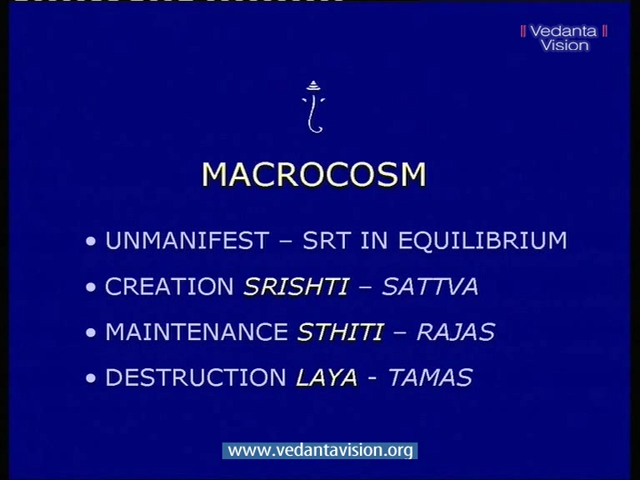 ॥ Vedanta ॥
Vision
MACROCOSM
• UNMANIFEST – SRT IN EQUILIBRIUM
• CREATION SRISHTI – SATTVA
• MAINTENANCE STHITI – RAJAS
• DESTRUCTION LAYA - TAMAS
www.vedantavision.org